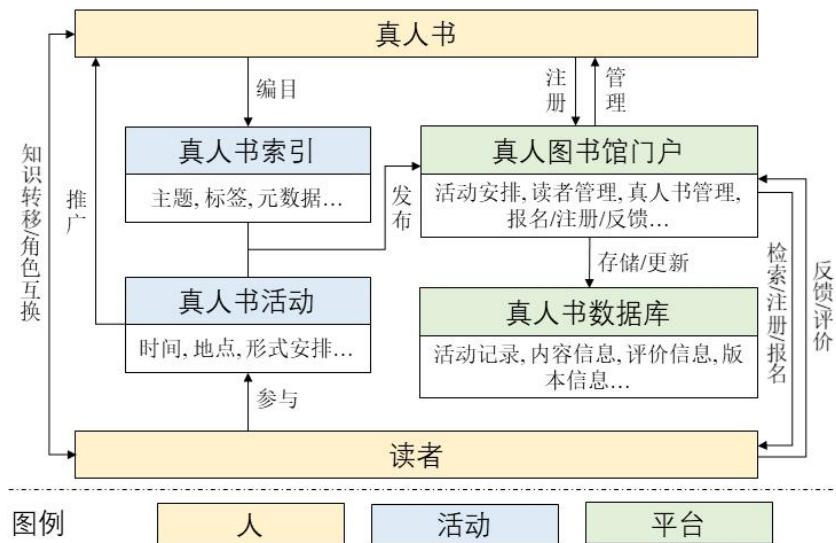 真人书
编目
注册
管理
真人书索引
主题, 标签, 元数据…
真人图书馆门户
活动安排, 读者管理, 真人书管理,
报名/注册/反馈…
知识转移/角色互换
推广
发布
存储/更新
真人书活动
时间, 地点, 形式安排…
真人书数据库
活动记录, 内容信息, 评价信息, 版
本信息…
检索/注册/报名
反馈/评价
参与
读者
图例
人
活动
平台